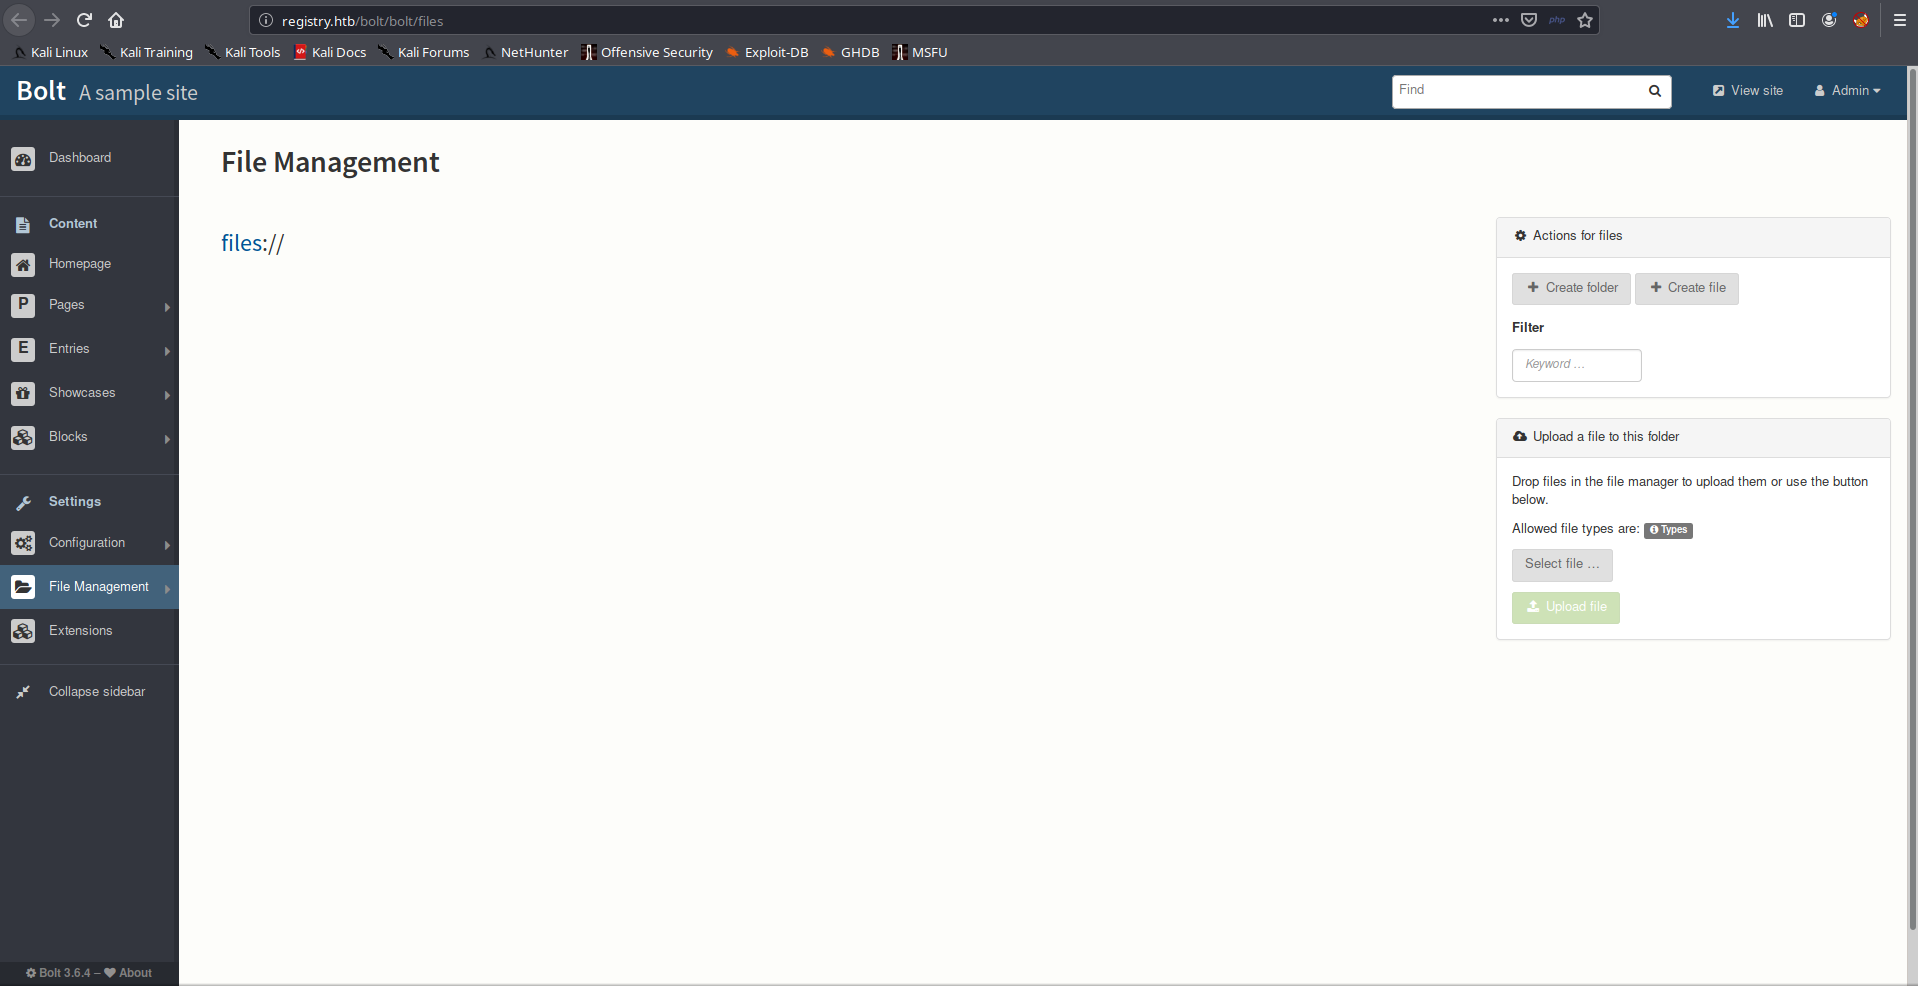 registry.htb/bolt/bolt/files
php
Kali Linux Kali Training Kali Tools Kali Docs Kali Forums NetHunter Offensive Security Exploit-DB GHDB MSFU
Bolt A sample site
Find
View site
Admin
Dashboard
Content
Homepage
P Pages
E Entries
Showcases
Blocks
Settings
Configuration
File Management
Extensions
Collapse sidebar
Bolt 3.6.4 – About
File Management
files://
Actions for files
Create folder
Create file
Filter
Keyword ...
Upload a file to this folder
Drop files in the file manager to upload them or use the button
below.
Allowed file types are: Types
Select file ...
Upload file